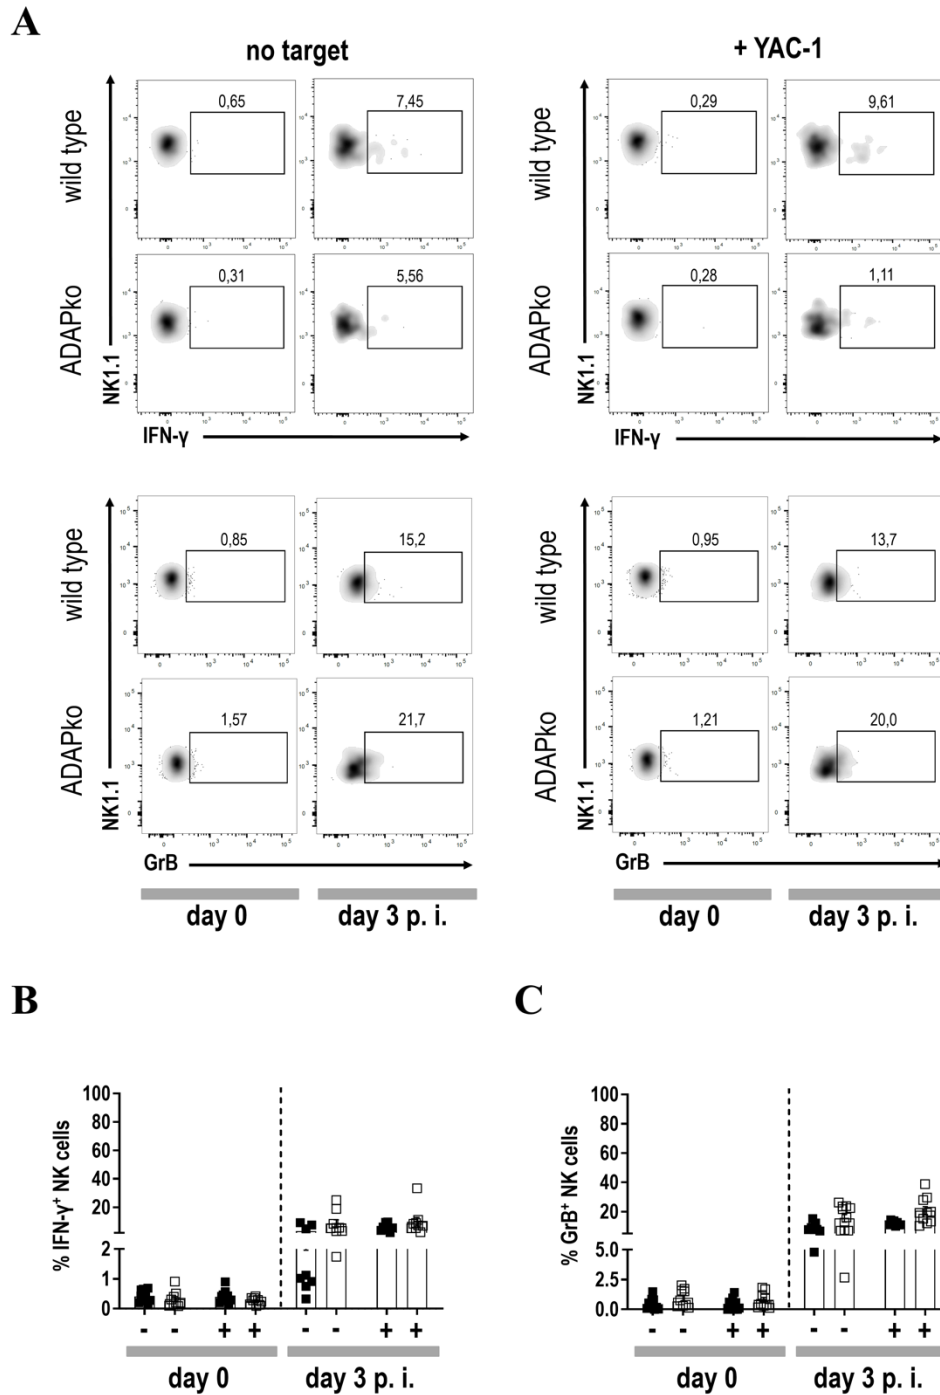 A
no target
+ YAC-1
wild type
0,65
7,45
0,29
9,61
ADAPko
0,31
5,56
0,28
1,11
NK1.1
NK1.1
IFN-γ
IFN-γ
wild type
0,85
15,2
0,95
13,7
ADAPko
1,57
21,7
1,21
20,0
NK1.1
NK1.1
GrB
GrB
day 0
day 3 p. i.
day 0
day 3 p. i.
wild type
ADAPko
wild type
ADAPko
B
C
% IFN-γ⁺ NK cells
100
80
60
40
20
2
1
0
- - + + - - + +
day 0
day 3 p. i.
% GrB⁺ NK cells
100
80
60
40
20
5.0
2.5
0.0
- - + + - - + +
day 0
day 3 p. i.